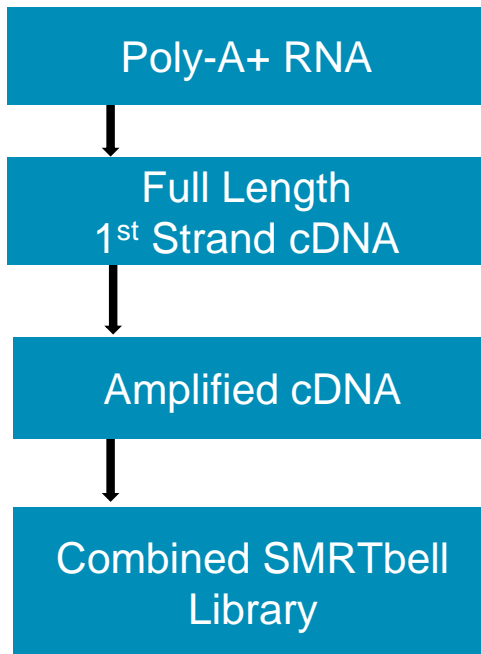 Poly-A+ RNA
Full Length
1st Strand cDNA
Amplified cDNA
Combined SMRTbell
Library